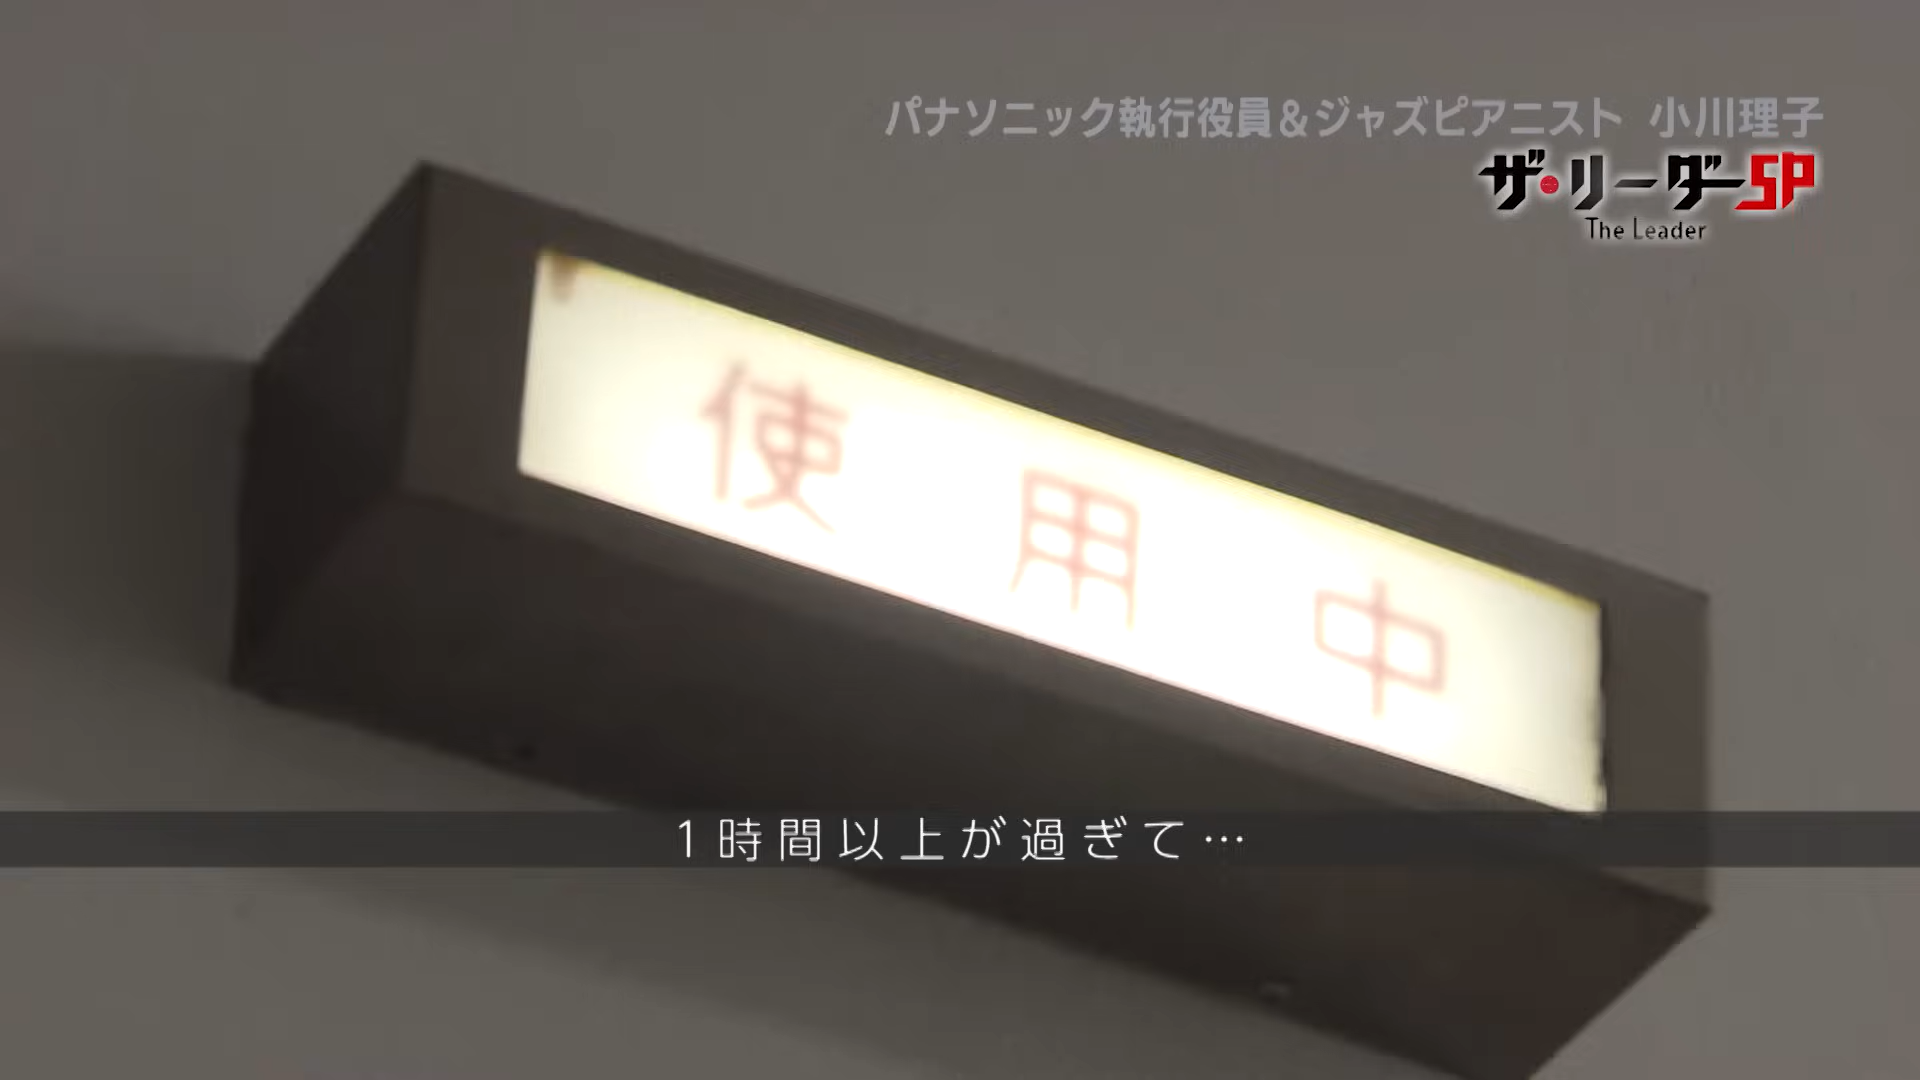 パナソニック執行役員&ジャズピアニスト 小川理子
ザ・リーダーSP
The Leader
使用中
1時間以上が過ぎて…